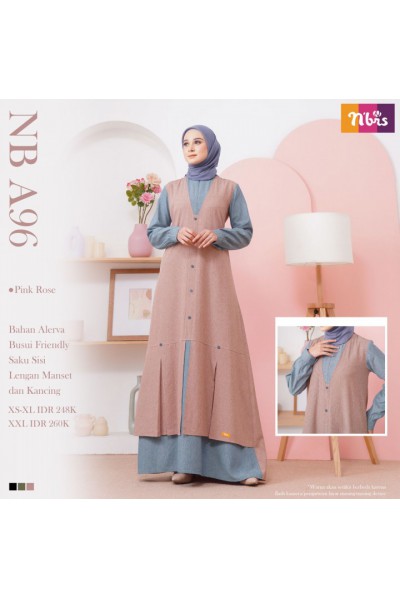 Nbrs
NB A96
•Pink Rose
Bahan Alerva
Busui Friendly
Saku Sisi
Lengan Manset
dan Kancing
XS-XL IDR 248K
XXL IDR 260K